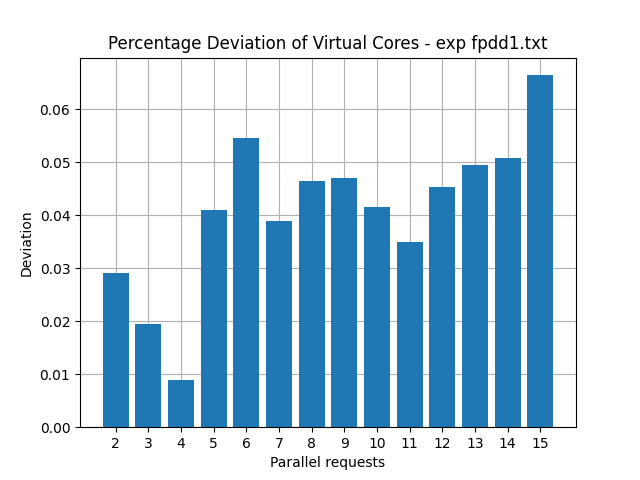 Percentage Deviation of Virtual Cores - exp fpdd1.txt
0.06
0.05
0.04
0.03
0.02
0.01
0.00
Deviation
2 3 4 5 6 7 8 9 10 11 12 13 14 15
Parallel requests